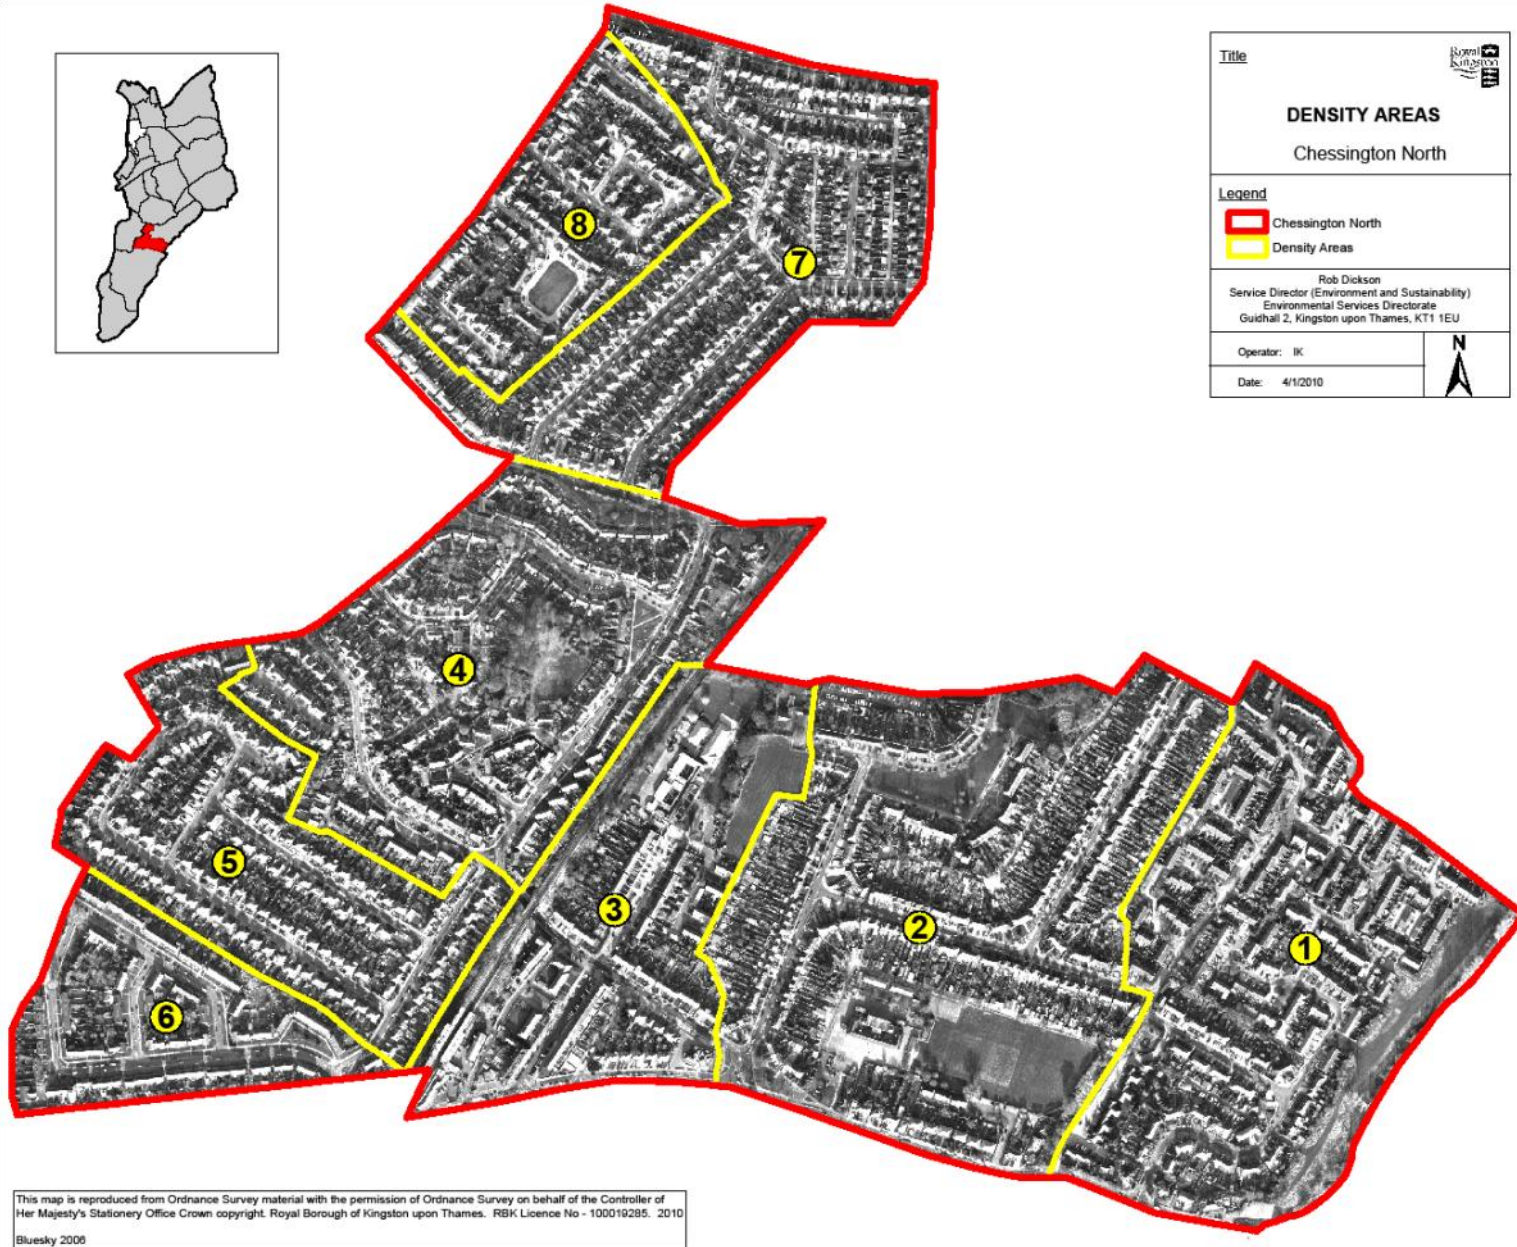 Title
Royal
Kingston
DENSITY AREAS
Chessington North
Legend
Chessington North
Density Areas
Rob Dickson
Service Director (Environment and Sustainability)
Environmental Services Directorate
Guidhall 2, Kingston upon Thames, KT1 1EU
Operator: IK
Date: 4/1/2010
N
8
7
4
5
3
2
1
6
This map is reproduced from Ordnance Survey material with the permission of Ordnance Survey on behalf of the Controller of
Her Majesty's Stationery Office Crown copyright. Royal Borough of Kingston upon Thames. RBK Licence No - 100019285. 2010
Bluesky 2006